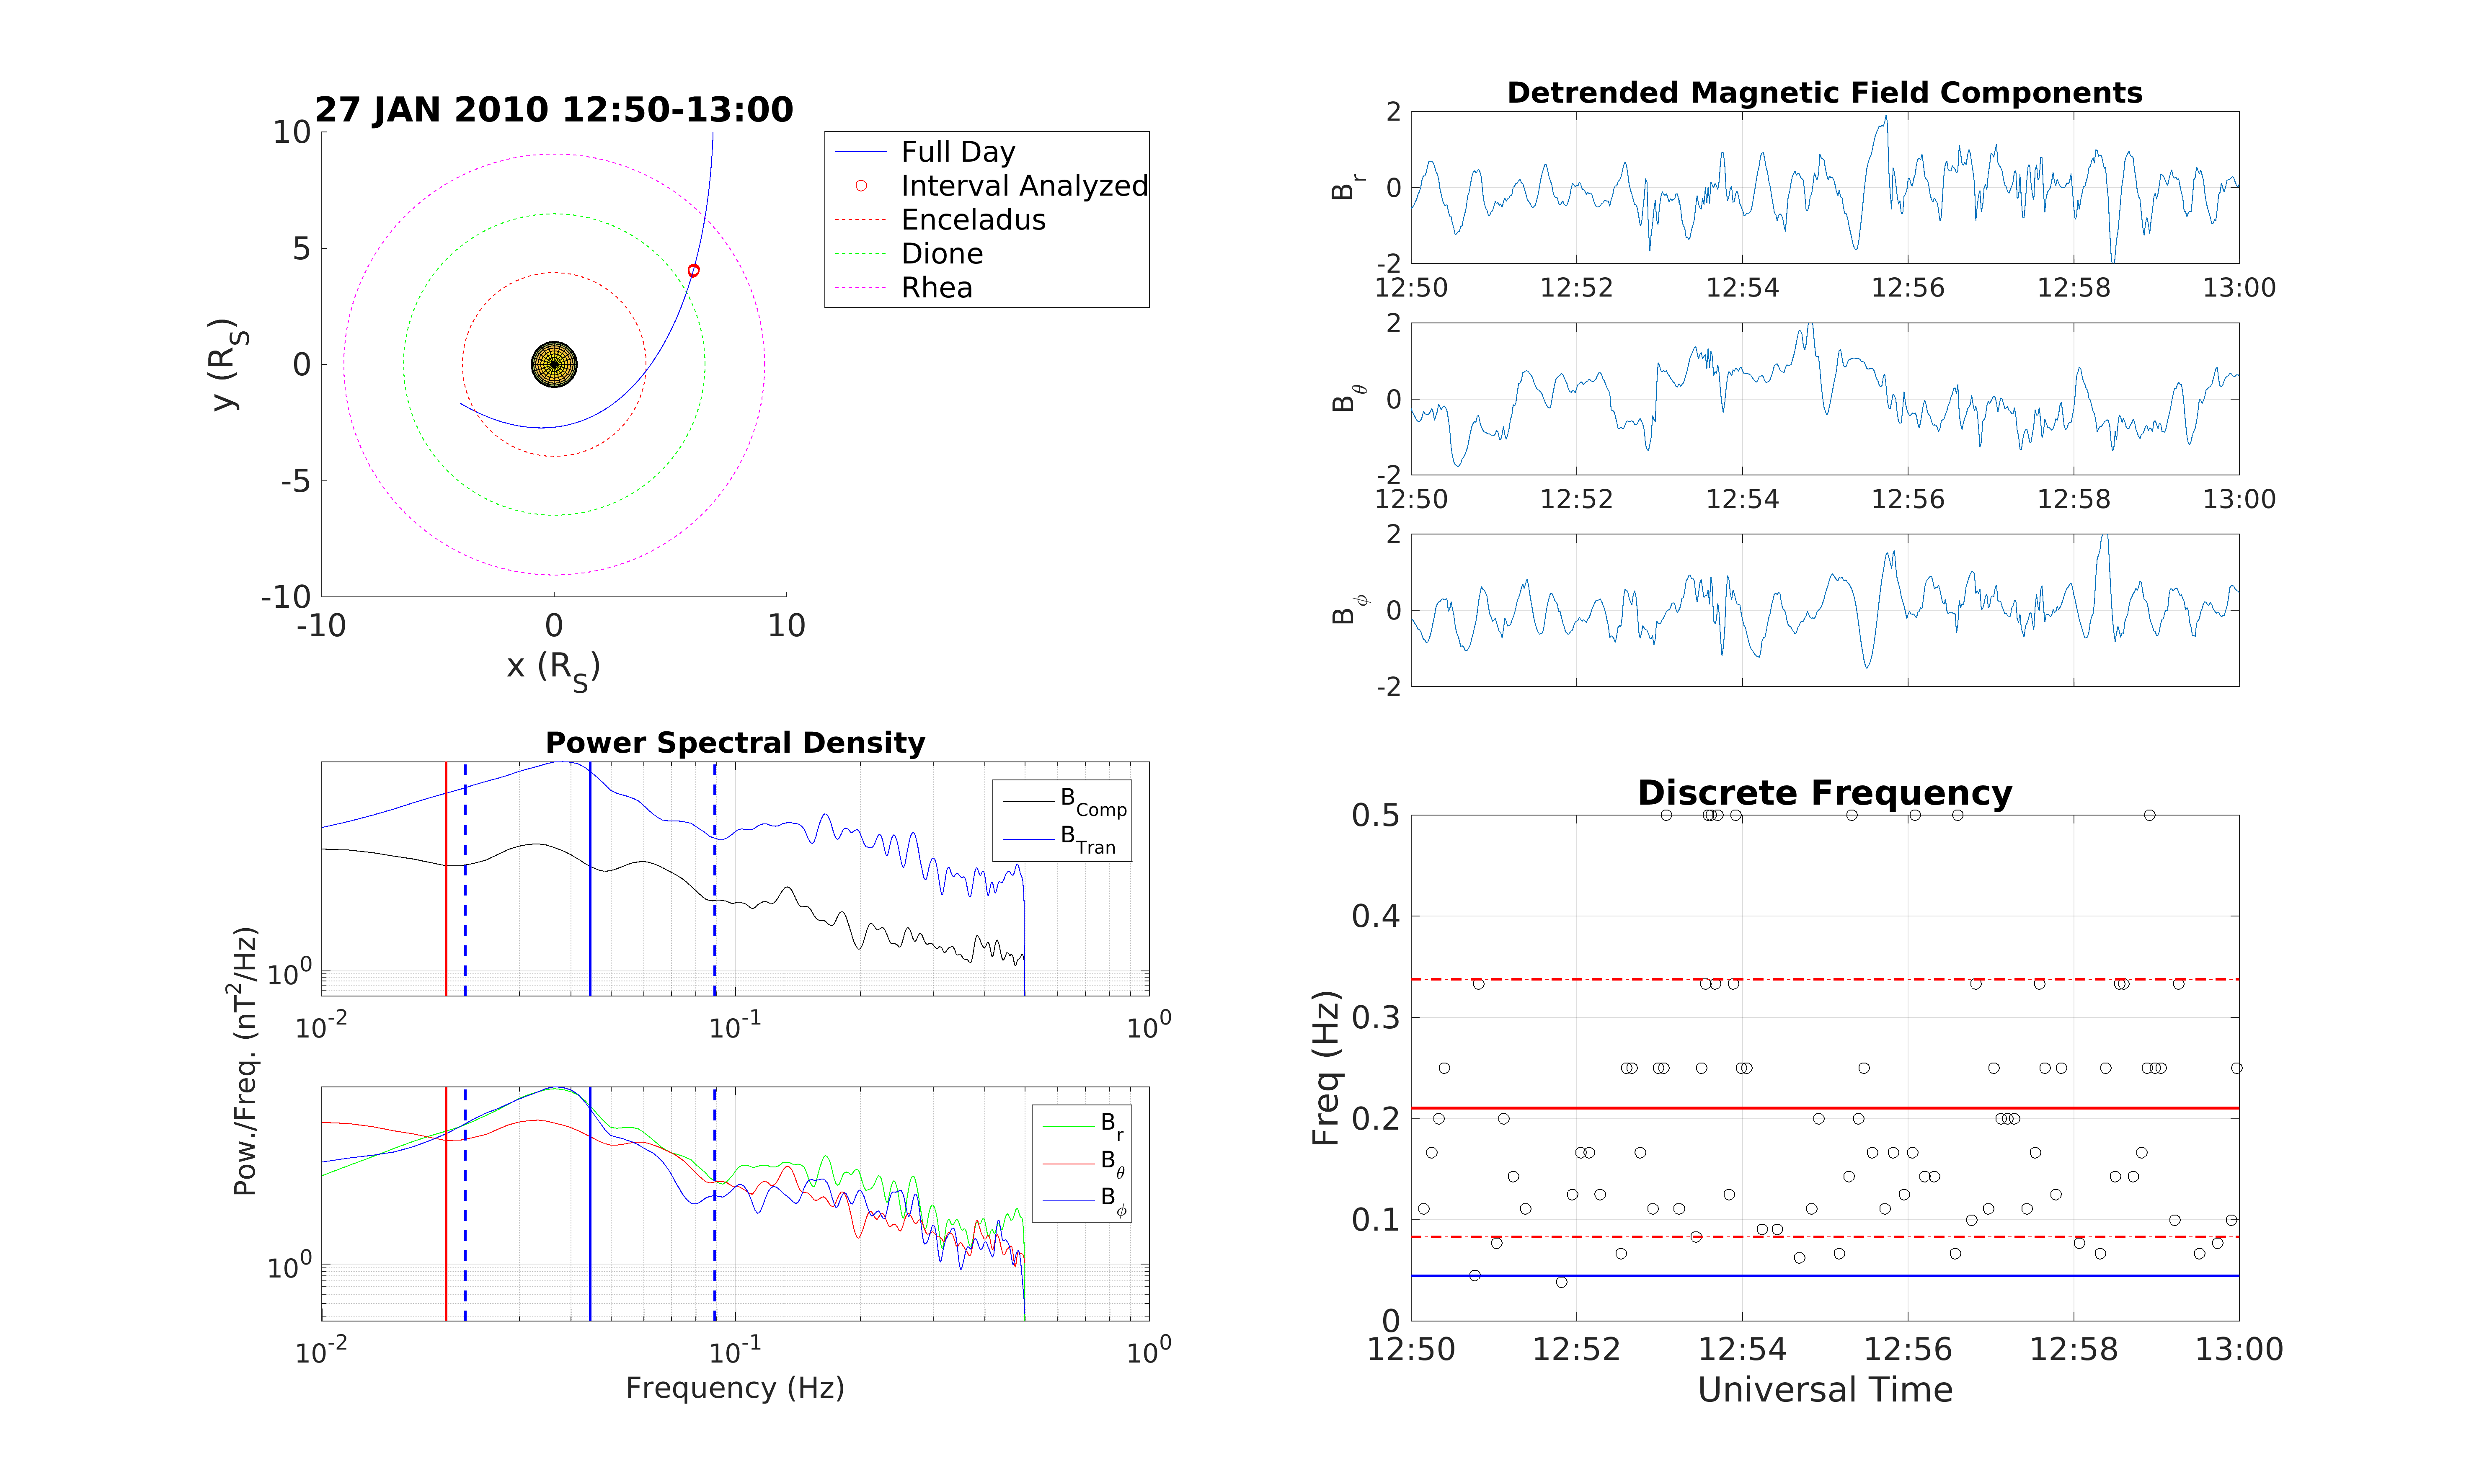 27 JAN 2010 12:50-13:00
10
5
0
-5
-10
-10
0
10
y (R_S)
x (R_S)
Full Day
Interval Analyzed
Enceladus
Dione
Rhea
Detrended Magnetic Field Components
2
0
-2
B_r
12:50
12:52
12:54
12:56
12:58
13:00
2
0
-2
B_θ
12:50
12:52
12:54
12:56
12:58
13:00
2
0
-2
B_ϕ
Power Spectral Density
B_Comp
B_Tran
10^0
10^-2
10^-1
10^0
Pow./Freq. (nT^2/Hz)
B_r
B_θ
B_ϕ
10^0
10^-2
10^-1
10^0
Frequency (Hz)
Discrete Frequency
0.5
0.4
0.3
0.2
0.1
0
Freq (Hz)
12:50
12:52
12:54
12:56
12:58
13:00
Universal Time